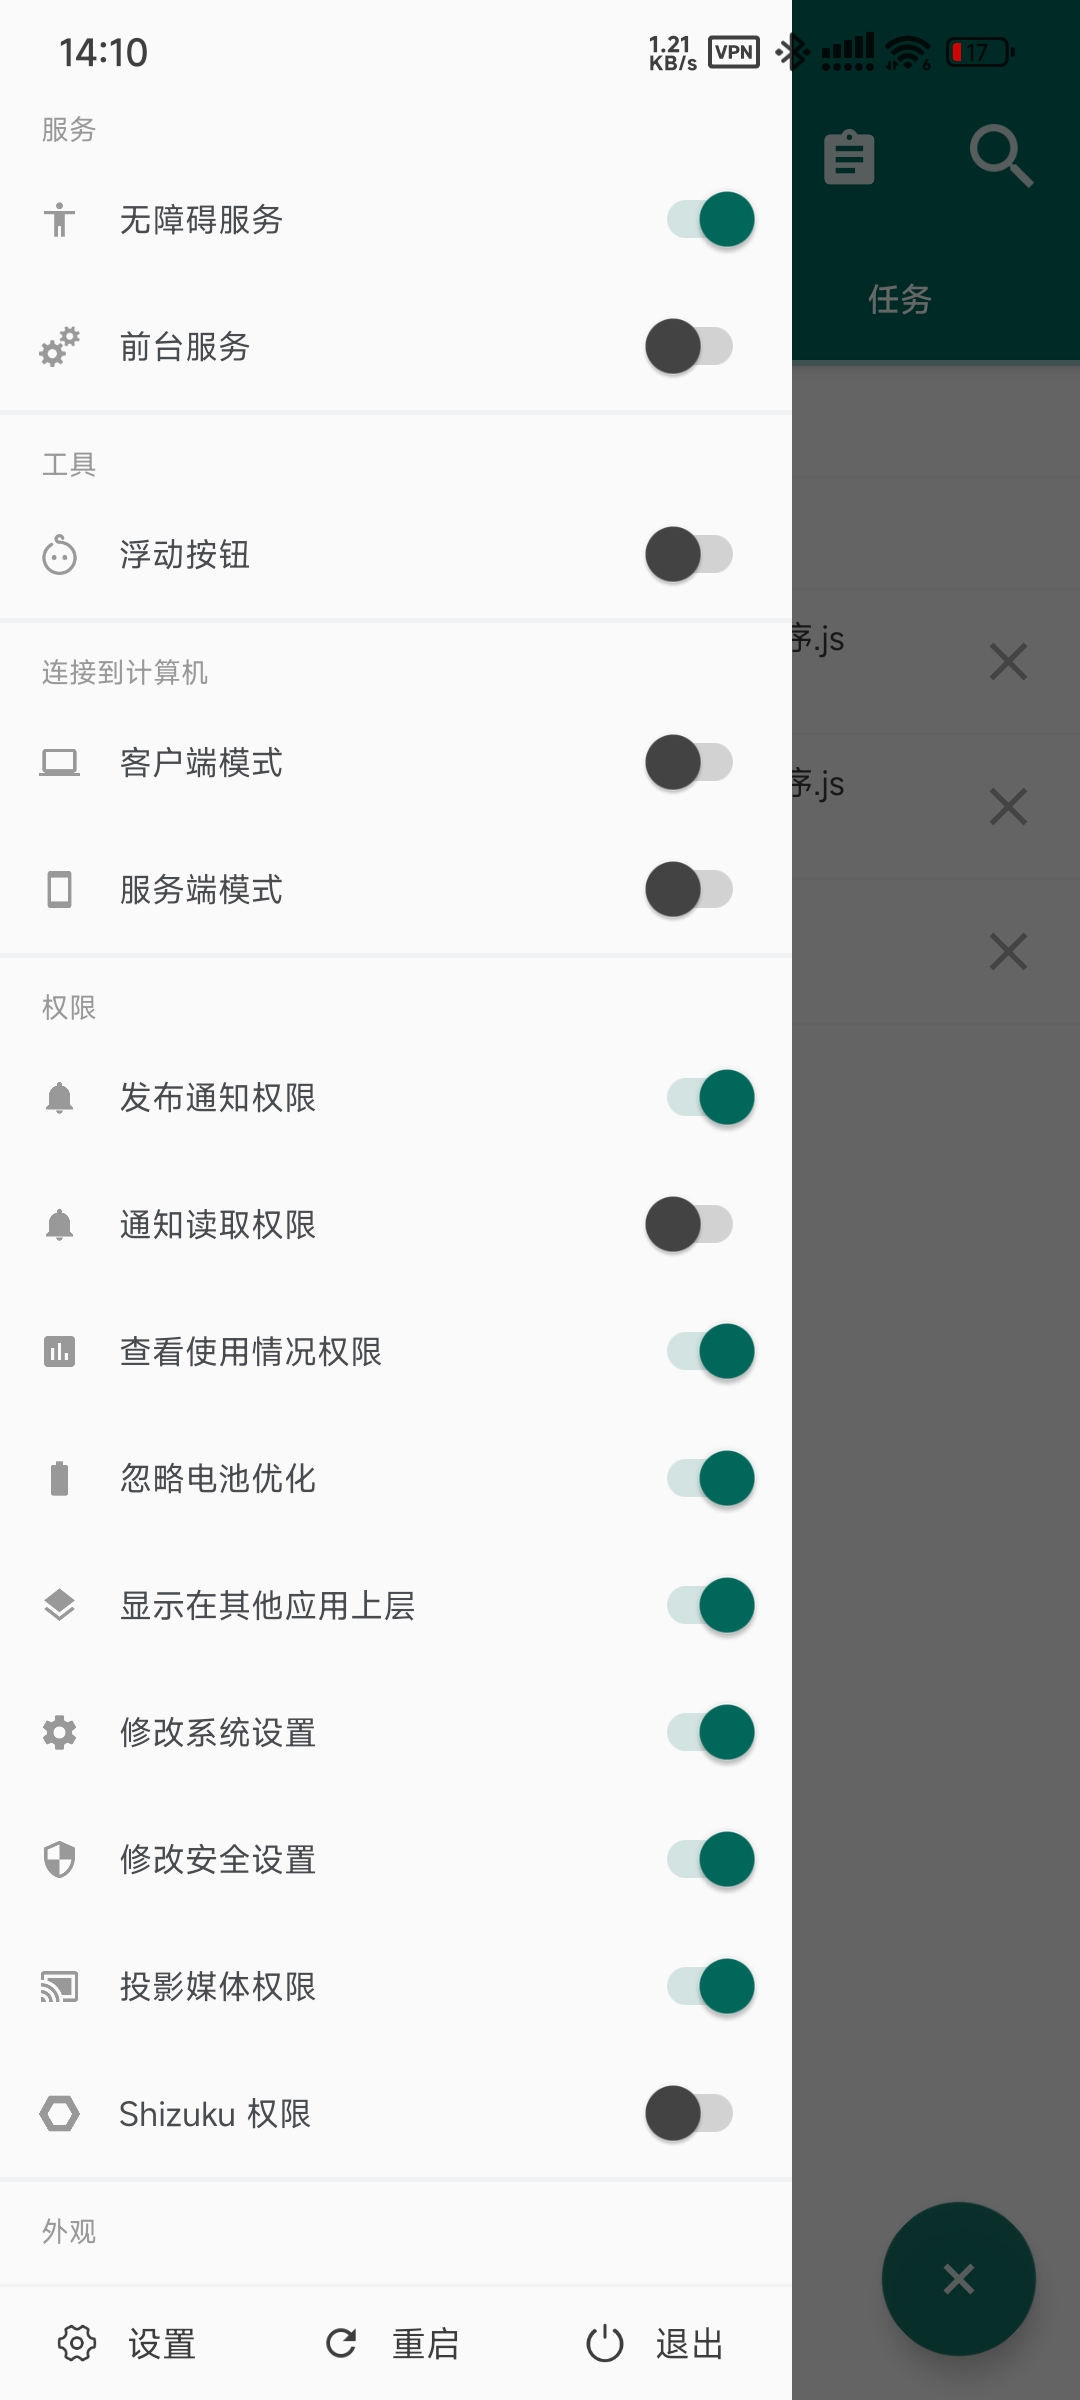 14:10
1.21
KB/s
VPN
6
17
服务
无障碍服务
任务
前台服务
工具
浮动按钮
序.js
连接到计算机
客户端模式
序.js
服务端模式
权限
发布通知权限
通知读取权限
查看使用情况权限
忽略电池优化
显示在其他应用上层
修改系统设置
修改安全设置
投影媒体权限
Shizuku 权限
外观
设置
重启
退出